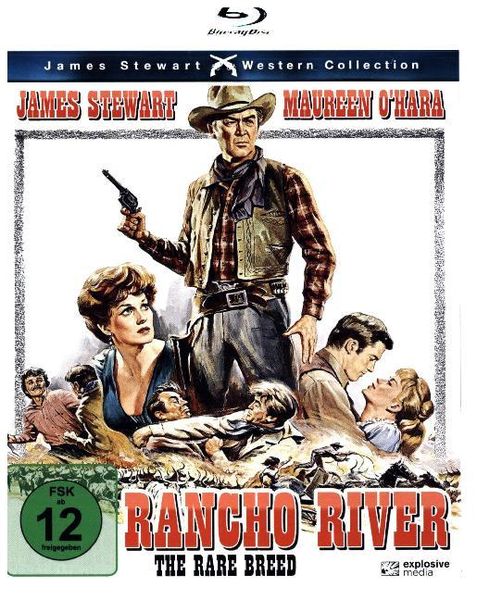 Blu-ray Disc
James Stewart Western Collection
JAMES STEWART MAUREEN O'HARA
FSK
ab
12
freigegeben
RANCHO RIVER
THE RARE BREED
explosive
media